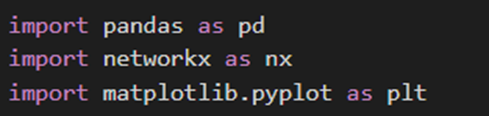 import pandas as pd
import networkx as nx
import matplotlib.pyplot as plt